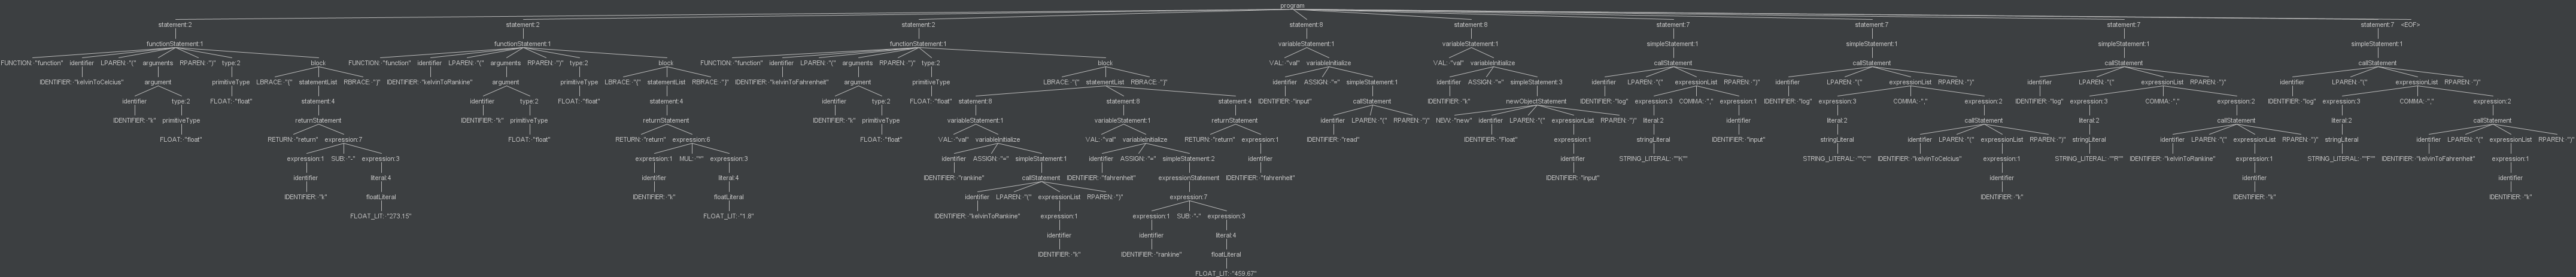 program
statement:2 statement:2 statement:2 statement:8 statement:8 statement:7 statement:7 statement:7 statement:7 <EOF>
functionStatement:1 functionStatement:1 functionStatement:1 variableStatement:1 variableStatement:1 simpleStatement:1 simpleStatement:1 simpleStatement:1 simpleStatement:1
FUNCTION: "function" identifier LPAREN: "(" arguments RPAREN: ")" type:2 block FUNCTION: "function" identifier LPAREN: "(" arguments RPAREN: ")" type:2 block FUNCTION: "function" identifier LPAREN: "(" arguments RPAREN: ")" type:2 block VAL: "val" variableInitialize VAL: "val" variableInitialize callStatement callStatement callStatement callStatement
IDENTIFIER: "kelvinToCelcius" argument primitiveType LBRACE: "{" statementList RBRACE: "}" IDENTIFIER: "kelvinToRankine" argument primitiveType LBRACE: "{" statementList RBRACE: "}" IDENTIFIER: "kelvinToFahrenheit" argument primitiveType LBRACE: "{" statementList RBRACE: "}" identifier ASSIGN: "=" simpleStatement:1 identifier ASSIGN: "=" simpleStatement:3 identifier LPAREN: "(" expressionList RPAREN: ")" identifier LPAREN: "(" expressionList RPAREN: ")" identifier LPAREN: "(" expressionList RPAREN: ")" identifier LPAREN: "(" expressionList RPAREN: ")"
identifier type:2 FLOAT: "float" statement:4 identifier type:2 FLOAT: "float" statement:4 identifier type:2 FLOAT: "float" statement:8 statement:8 statement:4 IDENTIFIER: "input" callStatement IDENTIFIER: "k" newObjectStatement IDENTIFIER: "log" expression:3 COMMA: "," expression:1 IDENTIFIER: "log" expression:3 COMMA: "," expression:2 IDENTIFIER: "log" expression:3 COMMA: "," expression:2 IDENTIFIER: "log" expression:3 COMMA: "," expression:2
IDENTIFIER: "k" primitiveType returnStatement IDENTIFIER: "k" primitiveType returnStatement IDENTIFIER: "k" primitiveType variableStatement:1 variableStatement:1 returnStatement identifier LPAREN: "(" RPAREN: ")" NEW: "new" identifier LPAREN: "(" expressionList RPAREN: ")" literal:2 identifier literal:2 callStatement literal:2 callStatement literal:2 callStatement
FLOAT: "float" RETURN: "return" expression:7 FLOAT: "float" RETURN: "return" expression:6 FLOAT: "float" VAL: "val" variableInitialize VAL: "val" variableInitialize RETURN: "return" expression:1 IDENTIFIER: "read" IDENTIFIER: "Float" expression:1 stringLiteral IDENTIFIER: "input" stringLiteral identifier LPAREN: "(" expressionList RPAREN: ")" stringLiteral identifier LPAREN: "(" expressionList RPAREN: ")" stringLiteral identifier LPAREN: "(" expressionList RPAREN: ")"
expression:1 SUB: "-" expression:3 expression:1 MUL: "*" expression:3 identifier ASSIGN: "=" simpleStatement:1 identifier ASSIGN: "=" simpleStatement:2 identifier identifier STRING_LITERAL: ""K"" STRING_LITERAL: ""C"" IDENTIFIER: "kelvinToCelcius" expression:1 STRING_LITERAL: ""R"" IDENTIFIER: "kelvinToRankine" expression:1 STRING_LITERAL: ""F"" IDENTIFIER: "kelvinToFahrenheit" expression:1
identifier literal:4 identifier literal:4 IDENTIFIER: "rankine" callStatement IDENTIFIER: "fahrenheit" expressionStatement IDENTIFIER: "fahrenheit" IDENTIFIER: "input" identifier identifier identifier
IDENTIFIER: "k" floatLiteral IDENTIFIER: "k" floatLiteral identifier LPAREN: "(" expressionList RPAREN: ")" expression:7 IDENTIFIER: "k" IDENTIFIER: "k" IDENTIFIER: "k"
FLOAT_LIT: "273.15" FLOAT_LIT: "1.8" IDENTIFIER: "kelvinToRankine" expression:1 expression:1 SUB: "-" expression:3
identifier identifier literal:4
IDENTIFIER: "k" IDENTIFIER: "rankine" floatLiteral
FLOAT_LIT: "459.67"